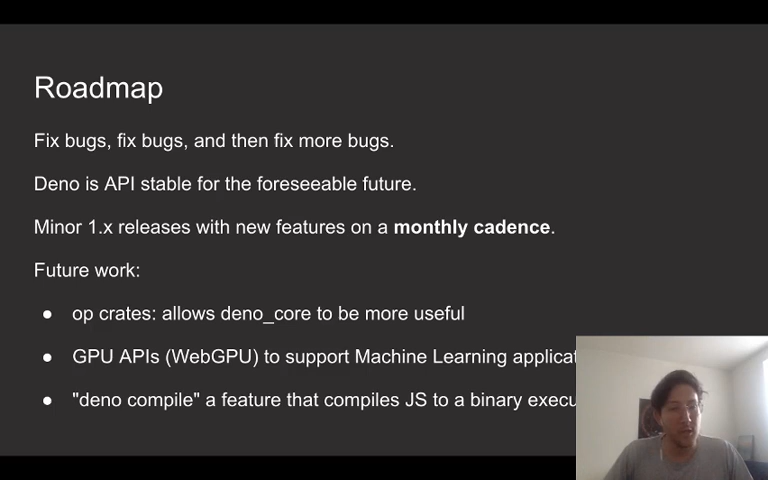 Roadmap
Fix bugs, fix bugs, and then fix more bugs.
Deno is API stable for the foreseeable future.
Minor 1.x releases with new features on a monthly cadence.
Future work:
● op crates: allows deno_core to be more useful
● GPU APIs (WebGPU) to support Machine Learning applicat
● "deno compile" a feature that compiles JS to a binary execu